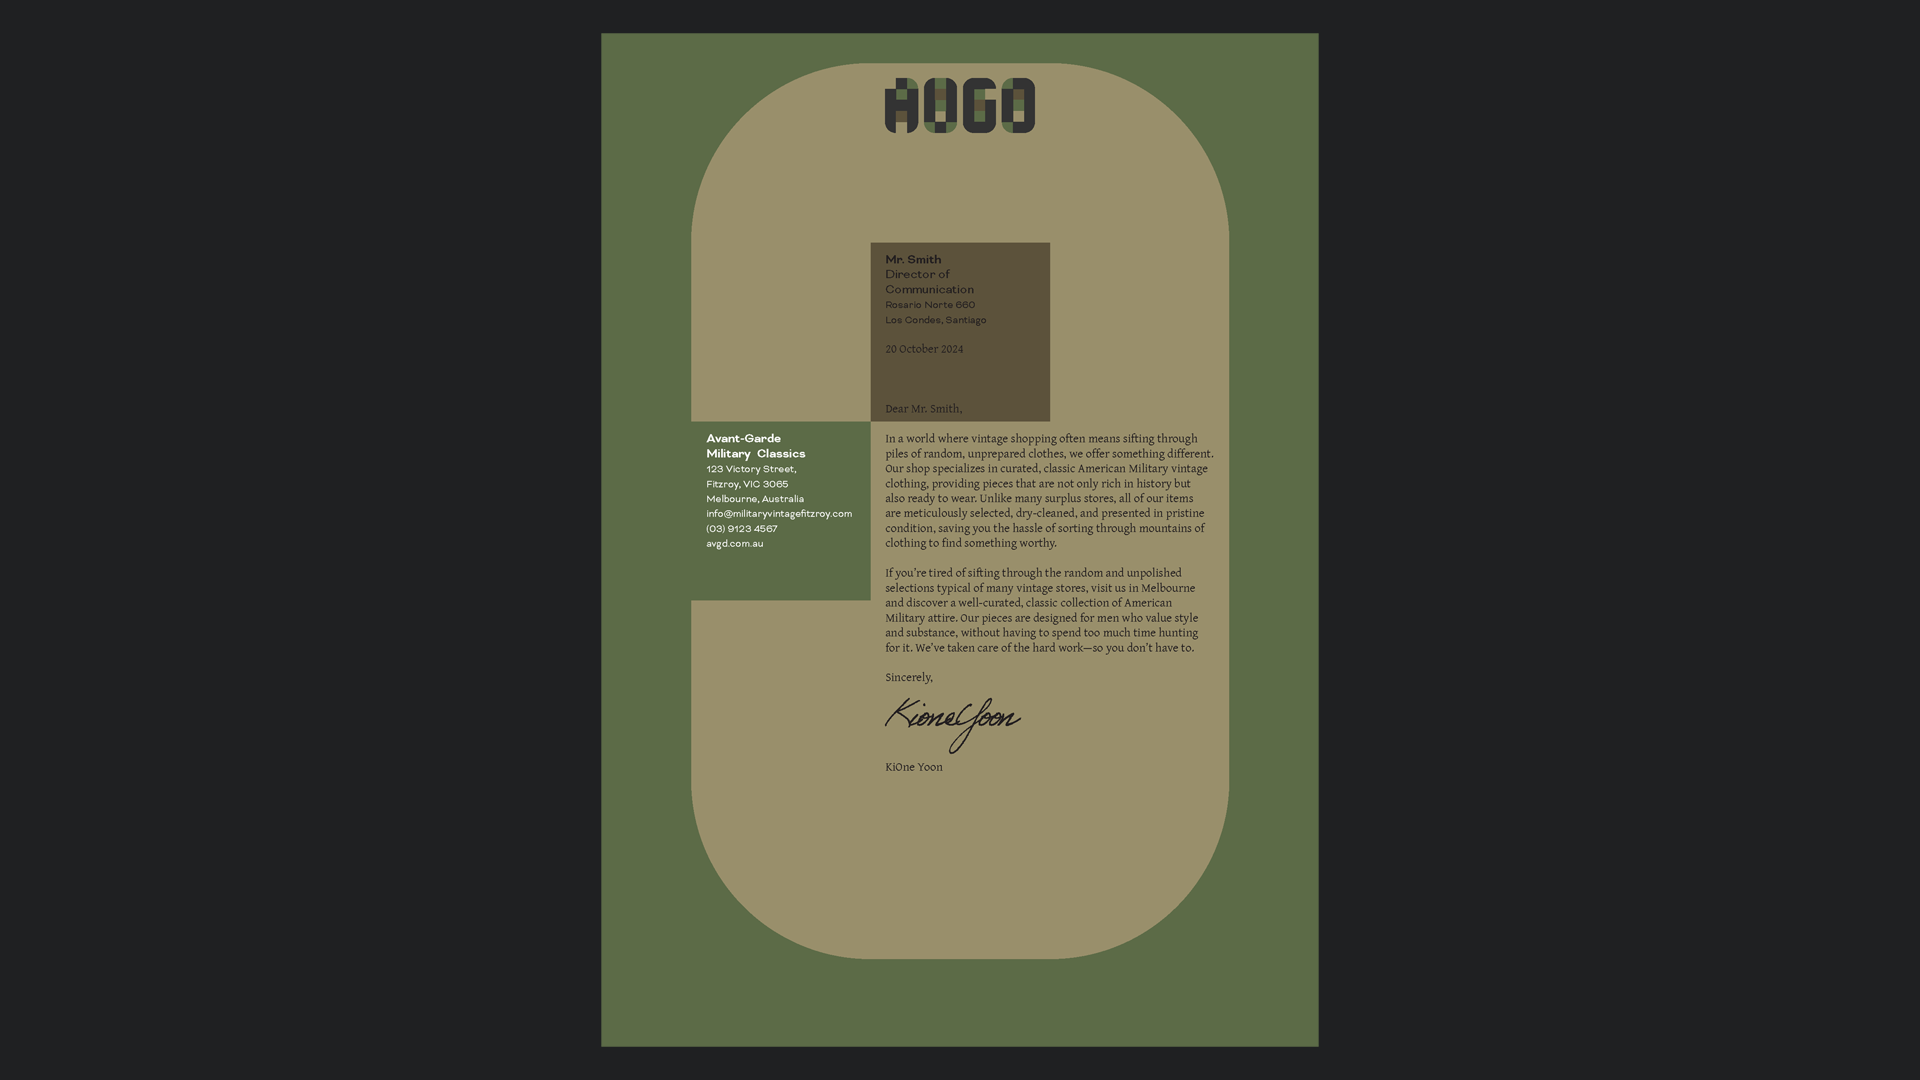 AVGD
Mr. Smith
Director of
Communication
Rosario Norte 660
Los Condes, Santiago
20 October 2024
Dear Mr. Smith,
Avant-Garde
Military Classics
123 Victory Street,
Fitzroy, VIC 3065
Melbourne, Australia
info@militaryvintagefitzroy.com
(03) 9123 4567
avgd.com.au
In a world where vintage shopping often means sifting through
piles of random, unprepared clothes, we offer something different.
Our shop specializes in curated, classic American Military vintage
clothing, providing pieces that are not only rich in history but
also ready to wear. Unlike many surplus stores, all of our items
are meticulously selected, dry-cleaned, and presented in pristine
condition, saving you the hassle of sorting through mountains of
clothing to find something worthy.
If you’re tired of sifting through the random and unpolished
selections typical of many vintage stores, visit us in Melbourne
and discover a well-curated, classic collection of American
Military attire. Our pieces are designed for men who value style
and substance, without having to spend too much time hunting
for it. We’ve taken care of the hard work—so you don’t have to.
Sincerely,
KiOne Yoon
KiOne Yoon